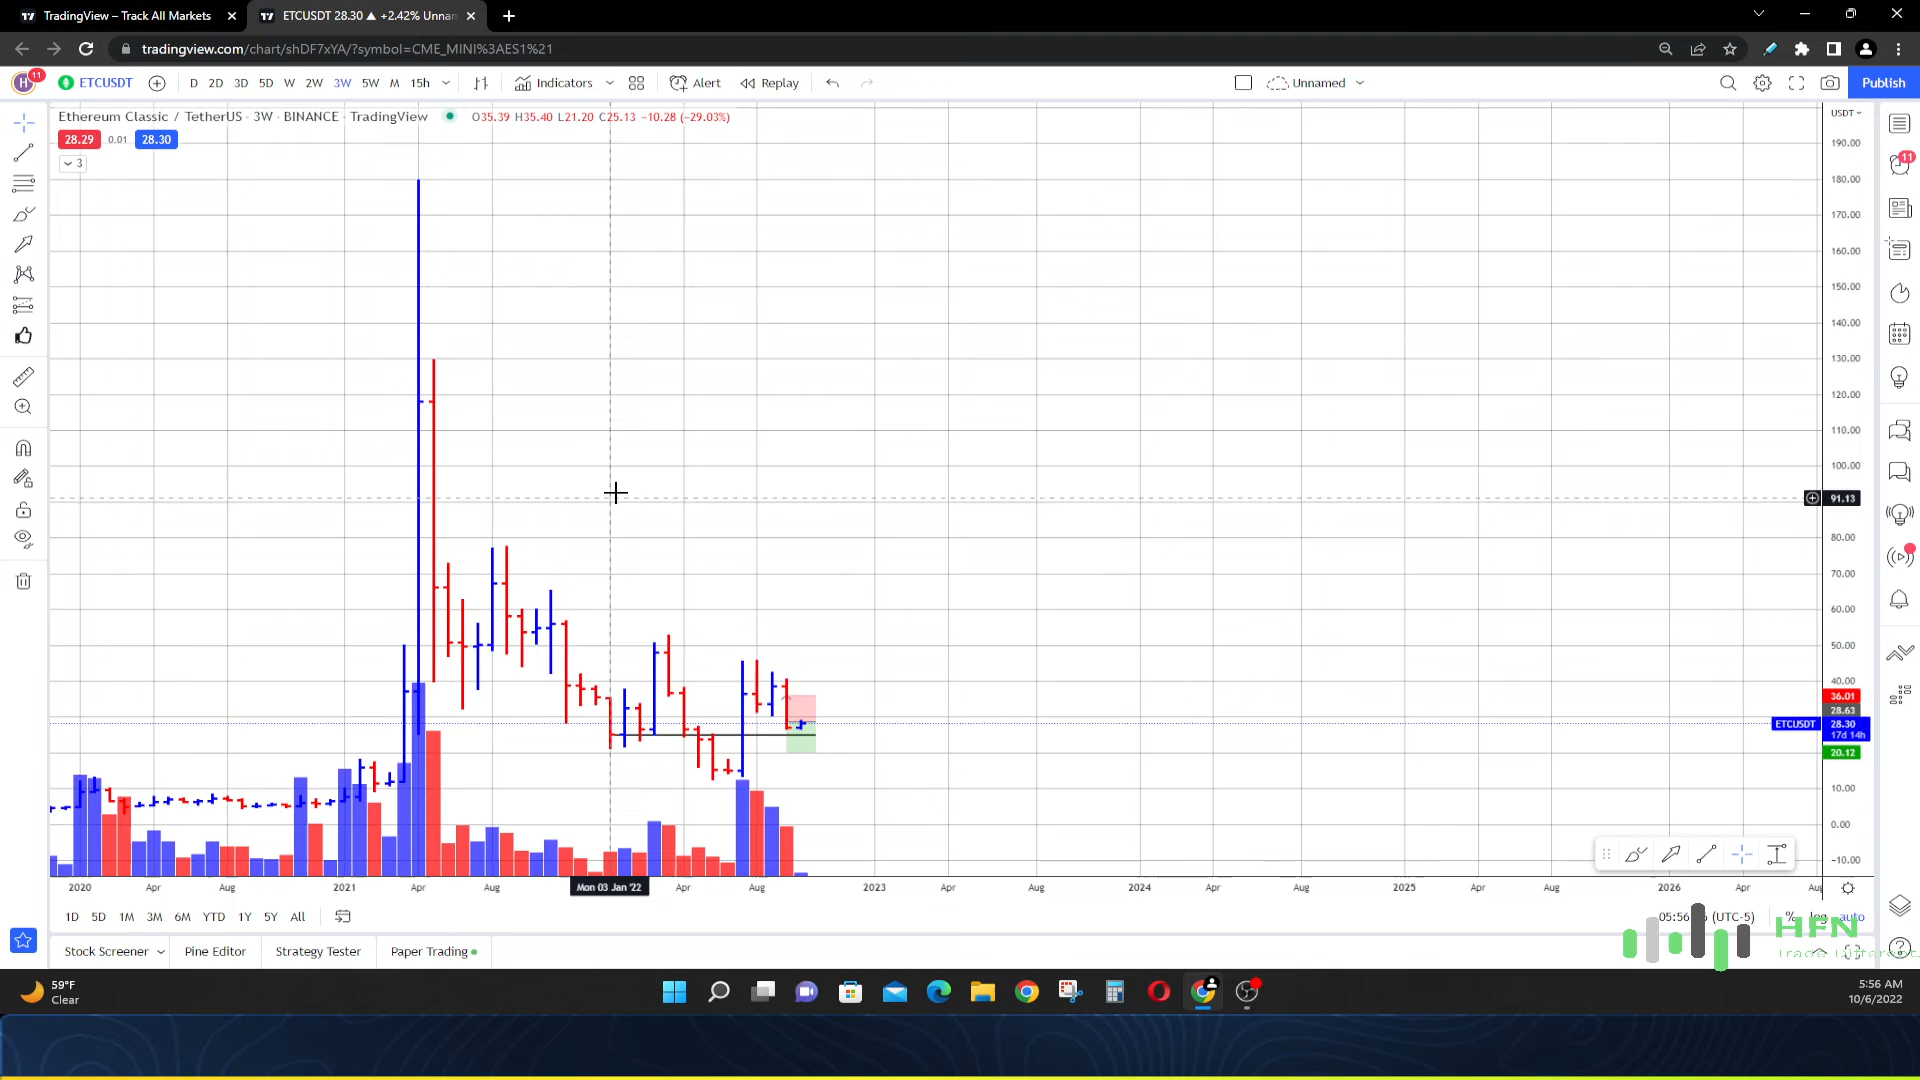 TradingView – Track All Markets
ETCUSDT 28.30 ▲ +2.42% Unnam
tradingview.com/chart/shDF7xYA/?symbol=CME_MINI%3AES1%21
H 11 ETCUSDT D 2D 3D 5D W 2W 3W 5W M 15h Indicators Alert Replay Unnamed Publish
Ethereum Classic / TetherUS · 3W · BINANCE · TradingView O35.39 H35.40 L21.20 C25.13 −10.28 (−29.03%)
USDT
28.29 0.01 28.30
3
11
190.00
180.00
170.00
160.00
150.00
140.00
130.00
120.00
110.00
100.00
91.13
80.00
70.00
60.00
50.00
40.00
36.01
28.63
ETCUSDT 28.30
17d 14h
20.12
10.00
0.00
−10.00
2020 Apr Aug 2021 Apr Aug Mon 03 Jan '22 Apr Aug 2023 Apr Aug 2024 Apr Aug 2025 Apr Aug 2026 Apr Aug
1D 5D 1M 3M 6M YTD 1Y 5Y All 05:56 (UTC-5) % log auto
HFN
Trade Different
Stock Screener Pine Editor Strategy Tester Paper Trading
59°F
Clear
5:56 AM
10/6/2022